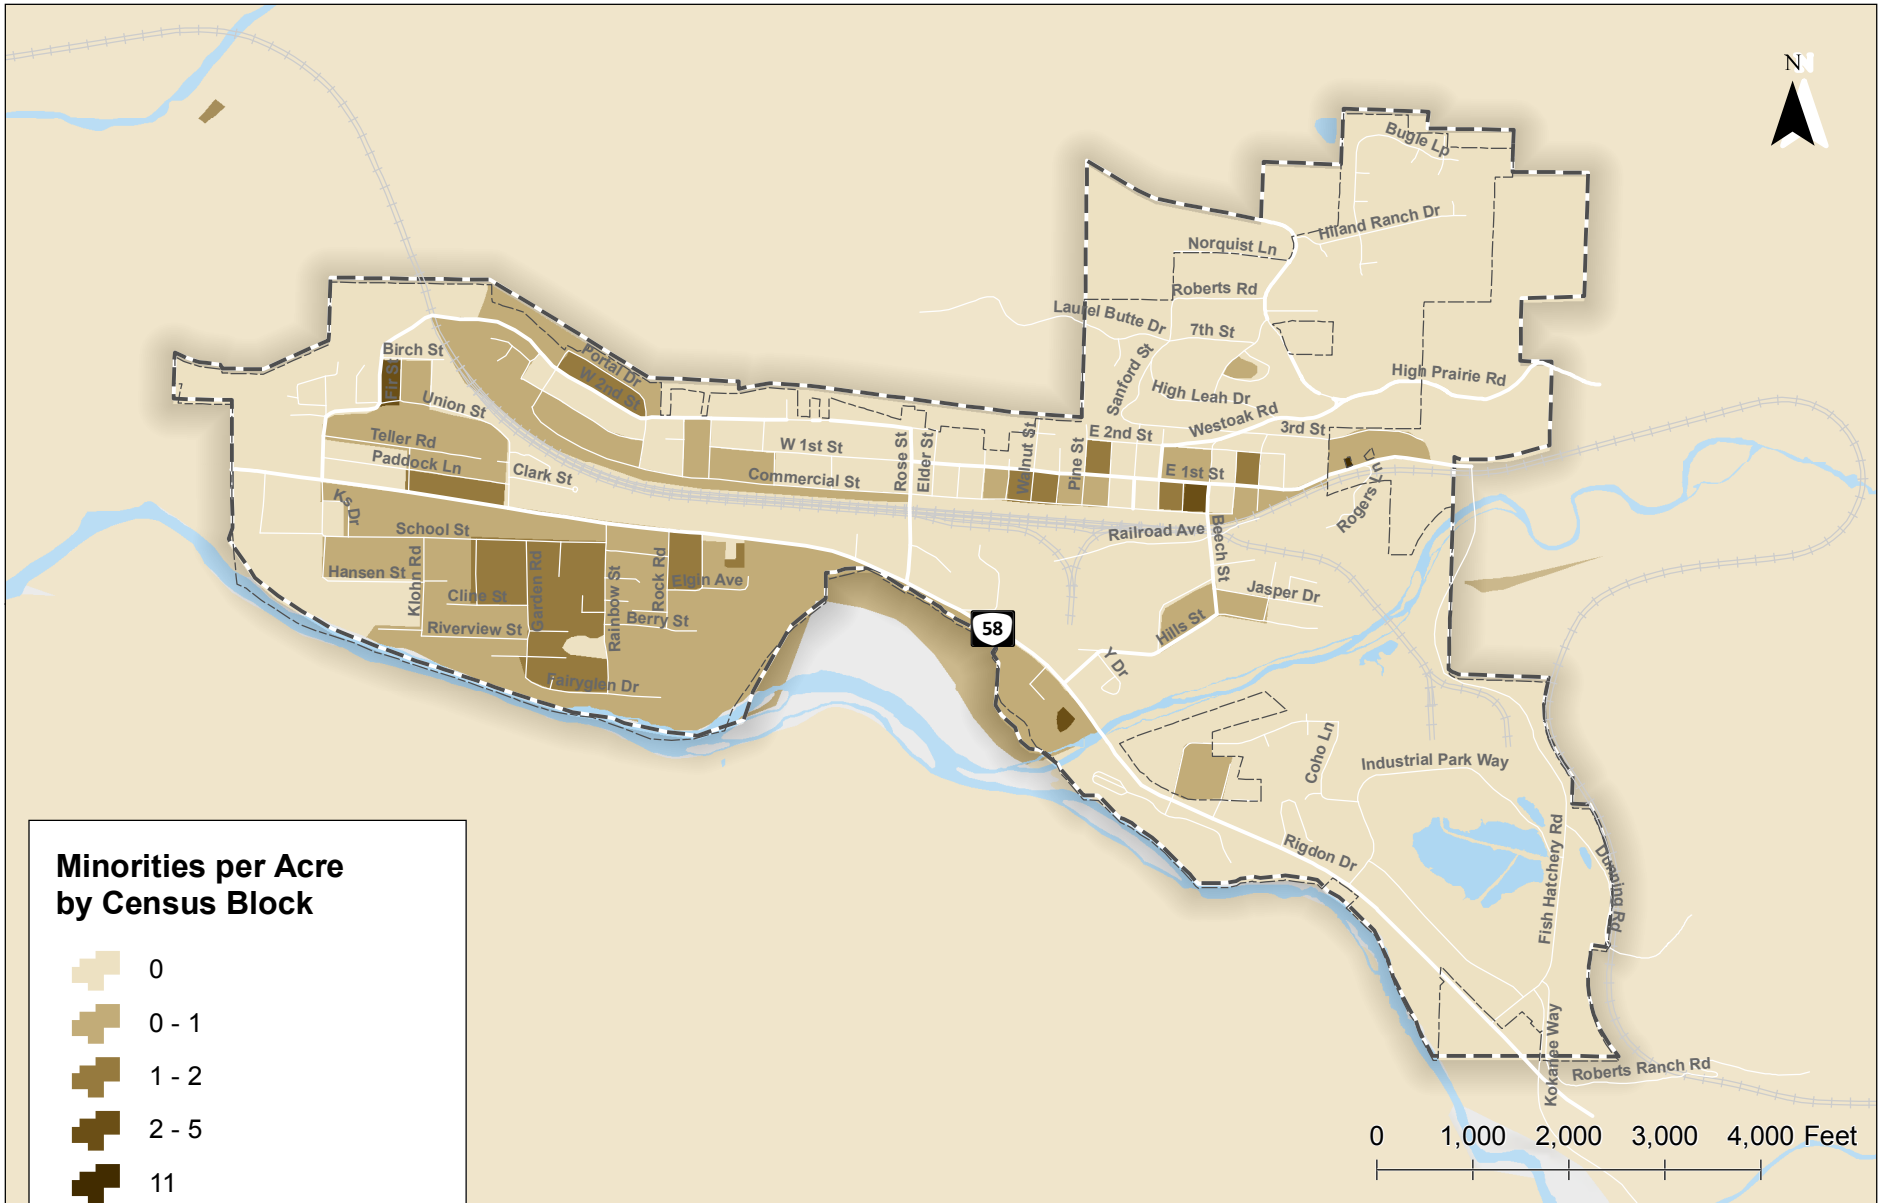 N
Bugle Lp
Hiland Ranch Dr
Norquist Ln
Roberts Rd
Laurel Butte Dr
7th St
Sanford St
High Prairie Rd
High Leah Dr
Westoak Rd
3rd St
Birch St
Fir St
Portal Dr
W 2nd St
Union St
Teller Rd
Paddock Ln
Clark St
W 1st St
Commercial St
Rose St
Elder St
Walnut St
Pine St
E 2nd St
E 1st St
Rogers Ln
Ks Dr
School St
Railroad Ave
Beech St
Hansen St
Klohn Rd
Cline St
Garden Rd
Rainbow St
Rock Rd
Elgin Ave
Jasper Dr
Riverview St
Berry St
58
Hills St
Y Dr
Fairyglen Dr
Coho Ln
Industrial Park Way
Rigdon Dr
Fish Hatchery Rd
Dunning Rd
Kokanee Way
Roberts Ranch Rd
Minorities per Acre
by Census Block
0
0 - 1
1 - 2
2 - 5
11
0 1,000 2,000 3,000 4,000 Feet